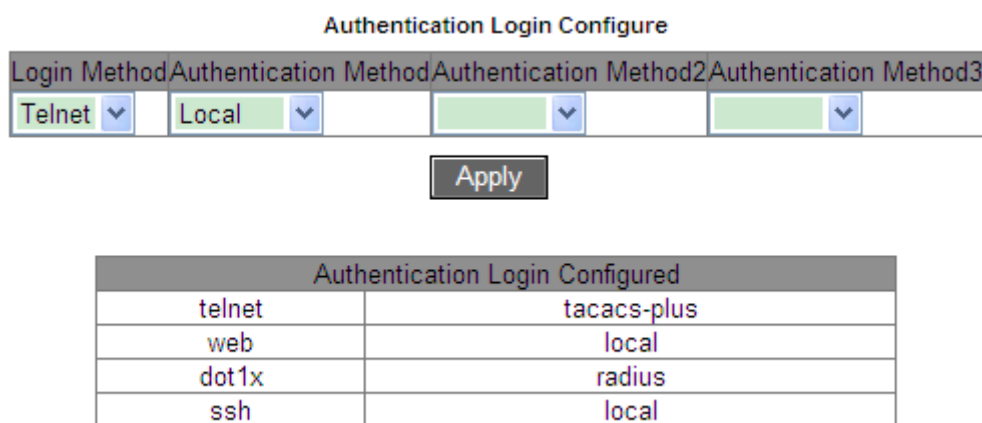 Authentication Login Configure
Login Method Authentication Method Authentication Method2 Authentication Method3
Telnet Local
Apply
Authentication Login Configured
telnet tacacs-plus
web local
dot1x radius
ssh local